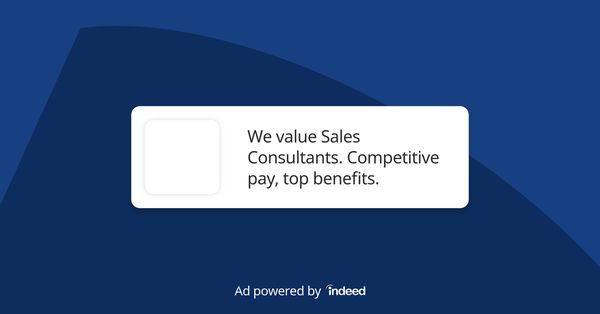 We value Sales
Consultants. Competitive
pay, top benefits.
Ad powered by indeed